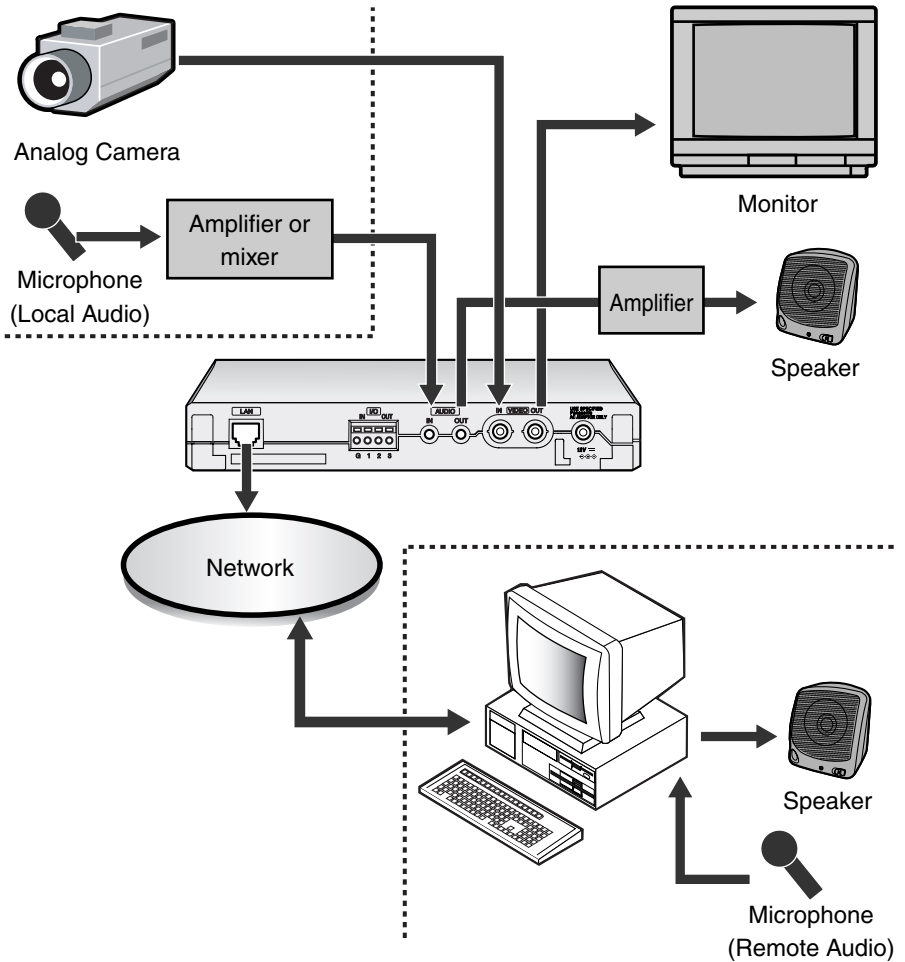 Analog Camera
Monitor
Amplifier or
mixer
Microphone
(Local Audio)
Amplifier
Speaker
LAN
I/O
IN OUT
G 1 2 3
AUDIO
IN OUT
IN VIDEO OUT
12V
Network
Speaker
Microphone
(Remote Audio)